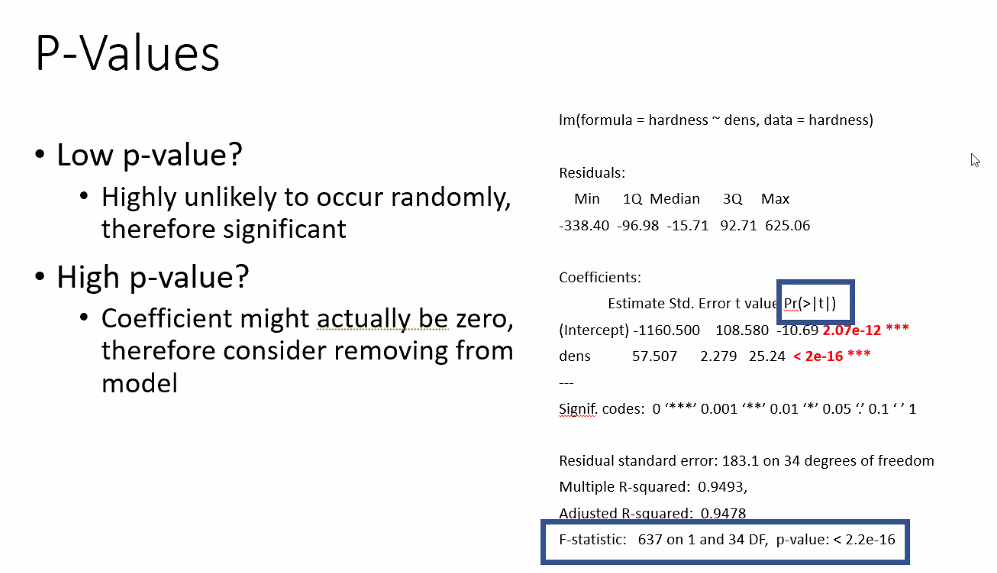 P-Values
• Low p-value?
• Highly unlikely to occur randomly,
therefore significant
• High p-value?
• Coefficient might actually be zero,
therefore consider removing from
model
lm(formula = hardness ~ dens, data = hardness)
Residuals:
Min 1Q Median 3Q Max
-338.40 -96.98 -15.71 92.71 625.06
Coefficients:
Estimate Std. Error t value Pr(>|t|)
(Intercept) -1160.500 108.580 -10.69 2.07e-12 ***
dens 57.507 2.279 25.24 < 2e-16 ***
---
Signif. codes: 0 ‘***’ 0.001 ‘**’ 0.01 ‘*’ 0.05 ‘.’ 0.1 ‘ ’ 1
Residual standard error: 183.1 on 34 degrees of freedom
Multiple R-squared: 0.9493,
Adjusted R-squared: 0.9478
F-statistic: 637 on 1 and 34 DF, p-value: < 2.2e-16